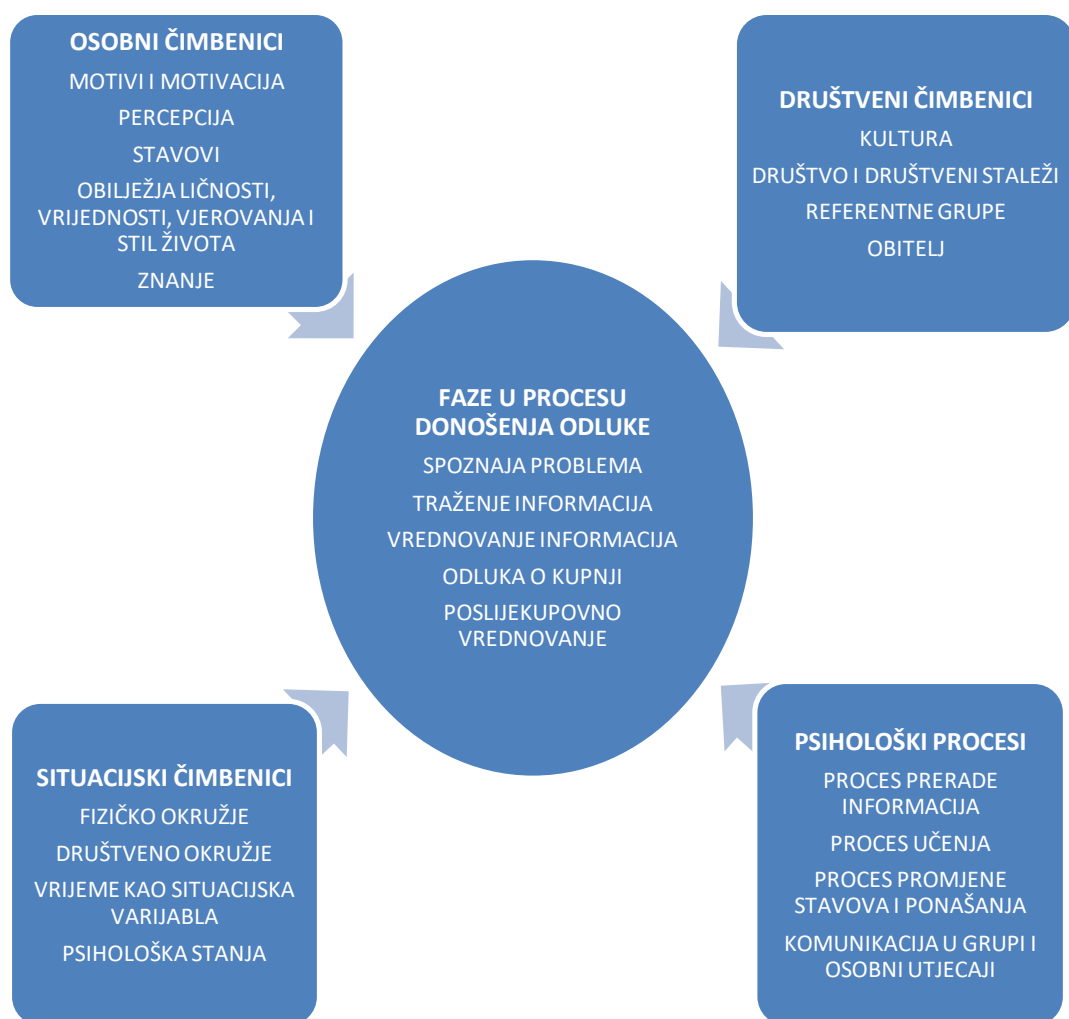 OSOBNI ČIMBENICI
MOTIVI I MOTIVACIJA
PERCEPCIJA
STAVOVI
OBILJEŽJA LIČNOSTI,
VRIJEDNOSTI, VJEROVANJA I
STIL ŽIVOTA
ZNANJE
DRUŠTVENI ČIMBENICI
KULTURA
DRUŠTVO I DRUŠTVENI STALEŽI
REFERENTNE GRUPE
OBITELJ
FAZE U PROCESU
DONOŠENJA ODLUKE
SPOZNAJA PROBLEMA
TRAŽENJE INFORMACIJA
VREDNOVANJE INFORMACIJA
ODLUKA O KUPNJI
POSLIJEKUPOVNO
VREDNOVANJE
SITUACIJSKI ČIMBENICI
FIZIČKO OKRUŽJE
DRUŠTVENO OKRUŽJE
VRIJEME KAO SITUACIJSKA
VARIJABLA
PSIHOLOŠKA STANJA
PSIHOLOŠKI PROCESI
PROCES PRERADE
INFORMACIJA
PROCES UČENJA
PROCES PROMJENE
STAVOVA I PONAŠANJA
KOMUNIKACIJA U GRUPI I
OSOBNI UTJECAJI